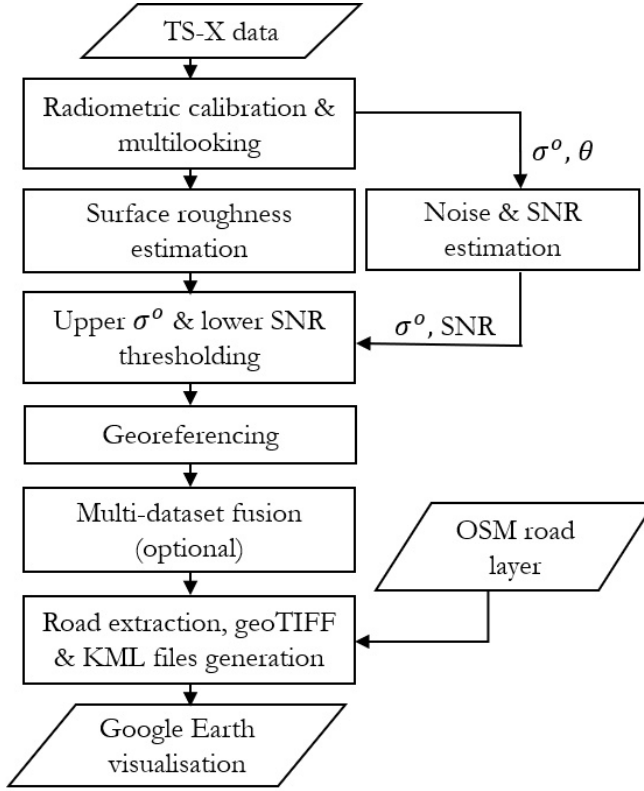 TS-X data
Radiometric calibration &
multilooking
σ°, θ
Surface roughness
estimation
Noise & SNR
estimation
Upper σ° & lower SNR
thresholding
σ°, SNR
Georeferencing
Multi-dataset fusion
(optional)
OSM road
layer
Road extraction, geoTIFF
& KML files generation
Google Earth
visualisation